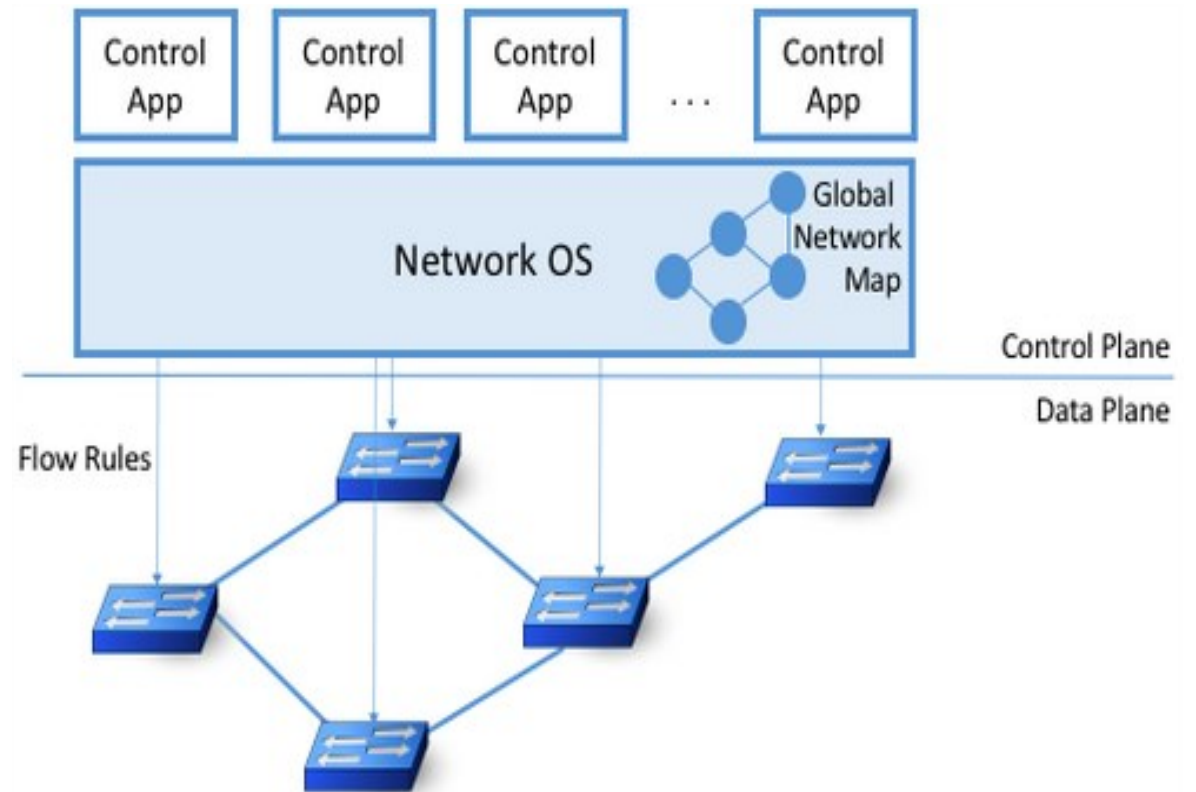 Control
App
Control
App
Control
App
. . .
Control
App
Network OS
Global
Network
Map
Control Plane
Data Plane
Flow Rules